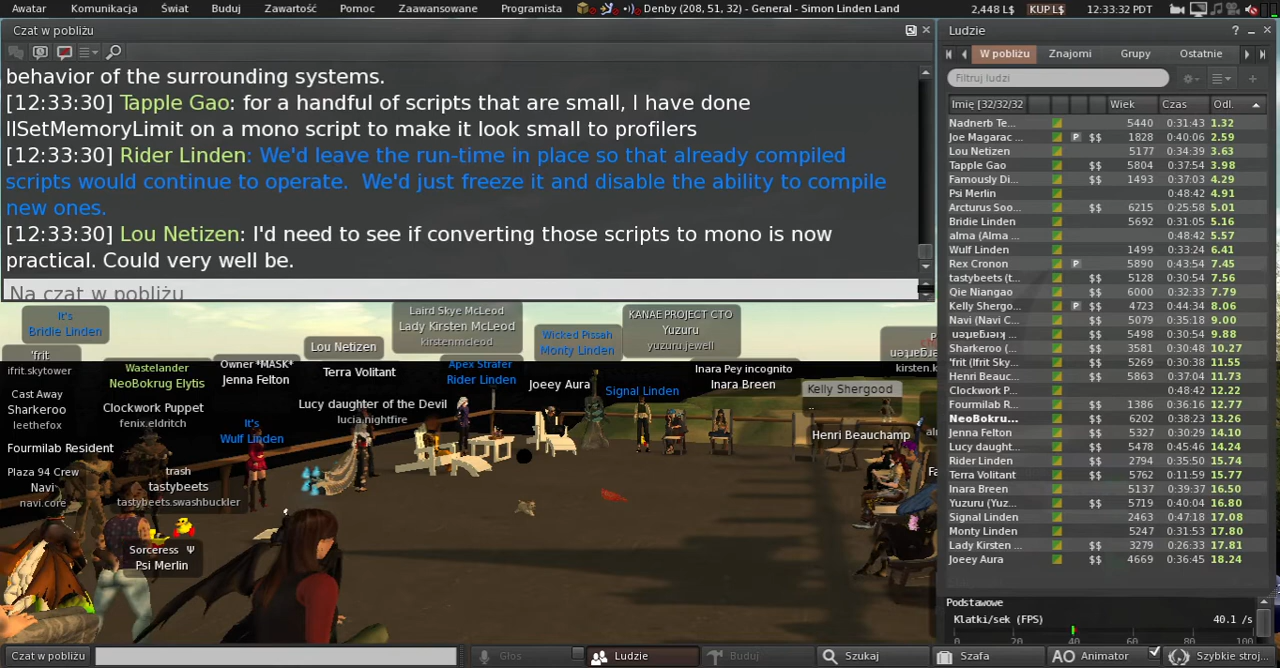 Awatar Komunikacja Świat Buduj Zawartość Pomoc Zaawansowane Programista Denby (208, 51, 32) - General - Simon Linden Land 2,448 L$ KUP L$ 12:33:32 PDT
Czat w pobliżu
behavior of the surrounding systems.
[12:33:30] Tapple Gao: for a handful of scripts that are small, I have done
llSetMemoryLimit on a mono script to make it look small to profilers
[12:33:30] Rider Linden: We'd leave the run-time in place so that already compiled
scripts would continue to operate. We'd just freeze it and disable the ability to compile
new ones.
[12:33:30] Lou Netizen: I'd need to see if converting those scripts to mono is now
practical. Could very well be.
Na czat w pobliżu
It's
Bridie Linden
Laird Skye McLeod
Lady Kirsten McLeod
kirstenmcleod
KANAE PROJECT CTO
Yuzuru
yuzuru.jewell
Wicked Pissah
Monty Linden
Lou Netizen
'frit
ifrit.skytower
Wastelander
NeoBokrug Elytis
Owner *MASK*
Jenna Felton
Terra Volitant
Apex Strafer
Rider Linden
Joeey Aura
Signal Linden
Inara Pey incognito
Inara Breen
Kelly Shergood
Cast Away
Sharkeroo
leethefox
Clockwork Puppet
fenix.eldritch
Lucy daughter of the Devil
lucia.nightfire
It's
Wulf Linden
Henri Beauchamp
Fourmilab Resident
Plaza 94 Crew
Navi
navi.core
trash
tastybeets
tastybeets.swashbuckler
Sorceress Ψ
Psi Merlin
Ludzie
W pobliżu Znajomi Grupy Ostatnie
Filtruj ludzi
Imię [32/32/32 Wiek Czas Odl.
Nadnerb Te... 5440 0:31:43 1.32
Joe Magarac ... P $$ 1828 0:40:06 2.59
Lou Netizen 5177 0:34:39 3.63
Tapple Gao $$ 5804 0:37:54 3.98
Famously Di... $$ 1493 0:37:03 4.29
Psi Merlin 0:48:42 4.91
Arcturus Soo... $$ 6215 0:25:58 5.01
Bridie Linden 5692 0:31:05 5.16
alma (Alma ... 0:48:42 5.57
Wulf Linden 1499 0:33:24 6.41
Rex Cronon P 5890 0:43:54 7.45
tastybeets (t... $$ 5128 0:30:54 7.56
Qie Niangao $$ 6000 0:32:33 7.79
Kelly Shergo... P $$ 4723 0:44:34 8.06
Navi (Navi C... $$ 5079 0:35:18 9.00
$$ 5498 0:30:54 9.88
Sharkeroo (... $$ 3581 0:30:48 10.27
'frit (Ifrit Sky... $$ 5269 0:30:38 11.55
Henri Beauc... $$ 5863 0:37:04 11.73
Clockwork P... 0:48:42 12.22
Fourmilab R... $$ 1386 0:36:16 12.77
NeoBokru... $$ 6202 0:38:23 13.26
Jenna Felton $$ 5327 0:30:29 14.10
Lucy daught... $$ 5478 0:45:46 14.24
Rider Linden $$ 2794 0:35:50 15.74
Terra Volitant $$ 5762 0:11:59 15.77
Inara Breen 5137 0:39:37 16.50
Yuzuru (Yuz... $$ 5719 0:40:04 16.80
Signal Linden 2463 0:47:18 17.08
Monty Linden 5247 0:31:53 17.80
Lady Kirsten ... $$ 3279 0:26:33 17.81
Joeey Aura $$ 4669 0:36:45 18.24
Podstawowe
Klatki/sek (FPS) 40.1 /s
0 20 40 60 80 100
Czat w pobliżu Głos Ludzie Buduj Szukaj Szafa AO Animator Szybkie stroj...